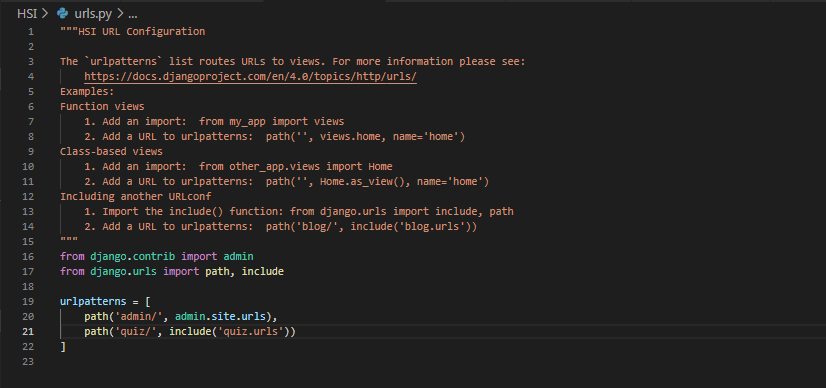 HSI > urls.py > ...
1 """HSI URL Configuration
2
3 The `urlpatterns` list routes URLs to views. For more information please see:
4     https://docs.djangoproject.com/en/4.0/topics/http/urls/
5 Examples:
6 Function views
7     1. Add an import:  from my_app import views
8     2. Add a URL to urlpatterns:  path('', views.home, name='home')
9 Class-based views
10     1. Add an import:  from other_app.views import Home
11     2. Add a URL to urlpatterns:  path('', Home.as_view(), name='home')
12 Including another URLconf
13     1. Import the include() function: from django.urls import include, path
14     2. Add a URL to urlpatterns:  path('blog/', include('blog.urls'))
15 """
16 from django.contrib import admin
17 from django.urls import path, include
18
19 urlpatterns = [
20     path('admin/', admin.site.urls),
21     path('quiz/', include('quiz.urls'))
22 ]
23